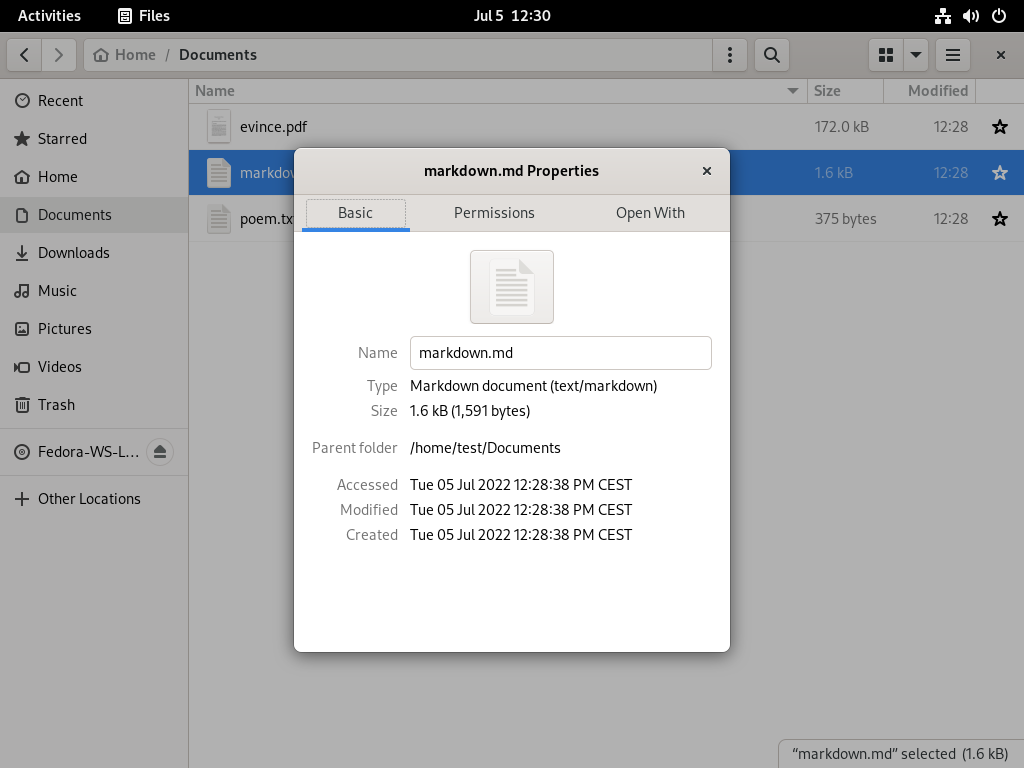 Activities Files Jul 5 12:30
Home / Documents
Recent
Starred
Home
Documents
Downloads
Music
Pictures
Videos
Trash
Fedora-WS-L...
Other Locations
Name Size Modified
evince.pdf 172.0 kB 12:28
1.6 kB 12:28
375 bytes 12:28
markdown.md Properties
Basic Permissions Open With
Name markdown.md
Type Markdown document (text/markdown)
Size 1.6 kB (1,591 bytes)
Parent folder /home/test/Documents
Accessed Tue 05 Jul 2022 12:28:38 PM CEST
Modified Tue 05 Jul 2022 12:28:38 PM CEST
Created Tue 05 Jul 2022 12:28:38 PM CEST
“markdown.md” selected (1.6 kB)